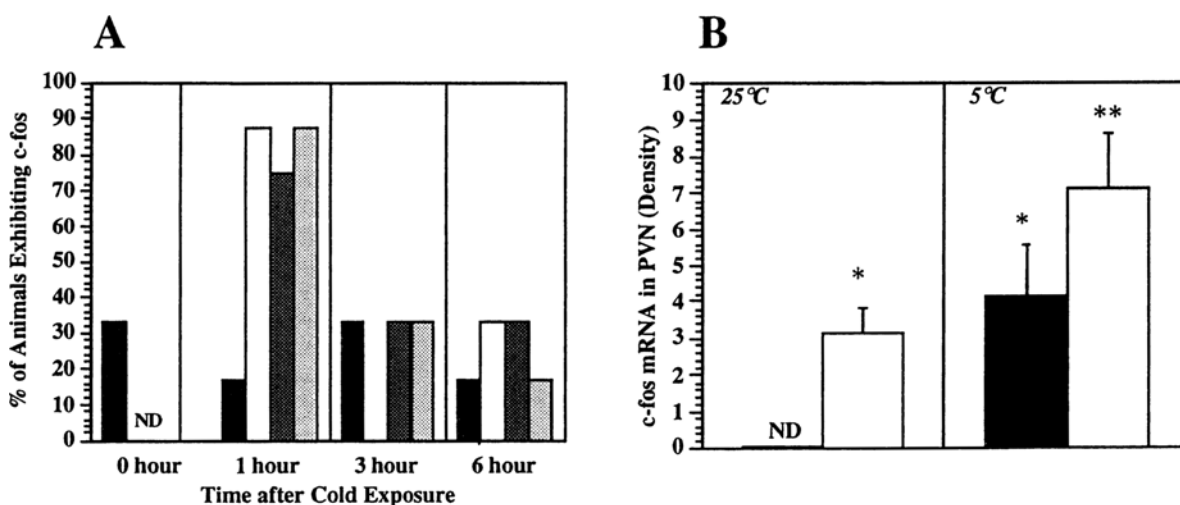 A
% of Animals Exhibiting c-fos
100
90
80
70
60
50
40
30
20
10
0
ND
0 hour
1 hour
3 hour
6 hour
Time after Cold Exposure
B
c-fos mRNA in PVN (Density)
10
9
8
7
6
5
4
3
2
1
0
25°C
5°C
ND
*
*
**